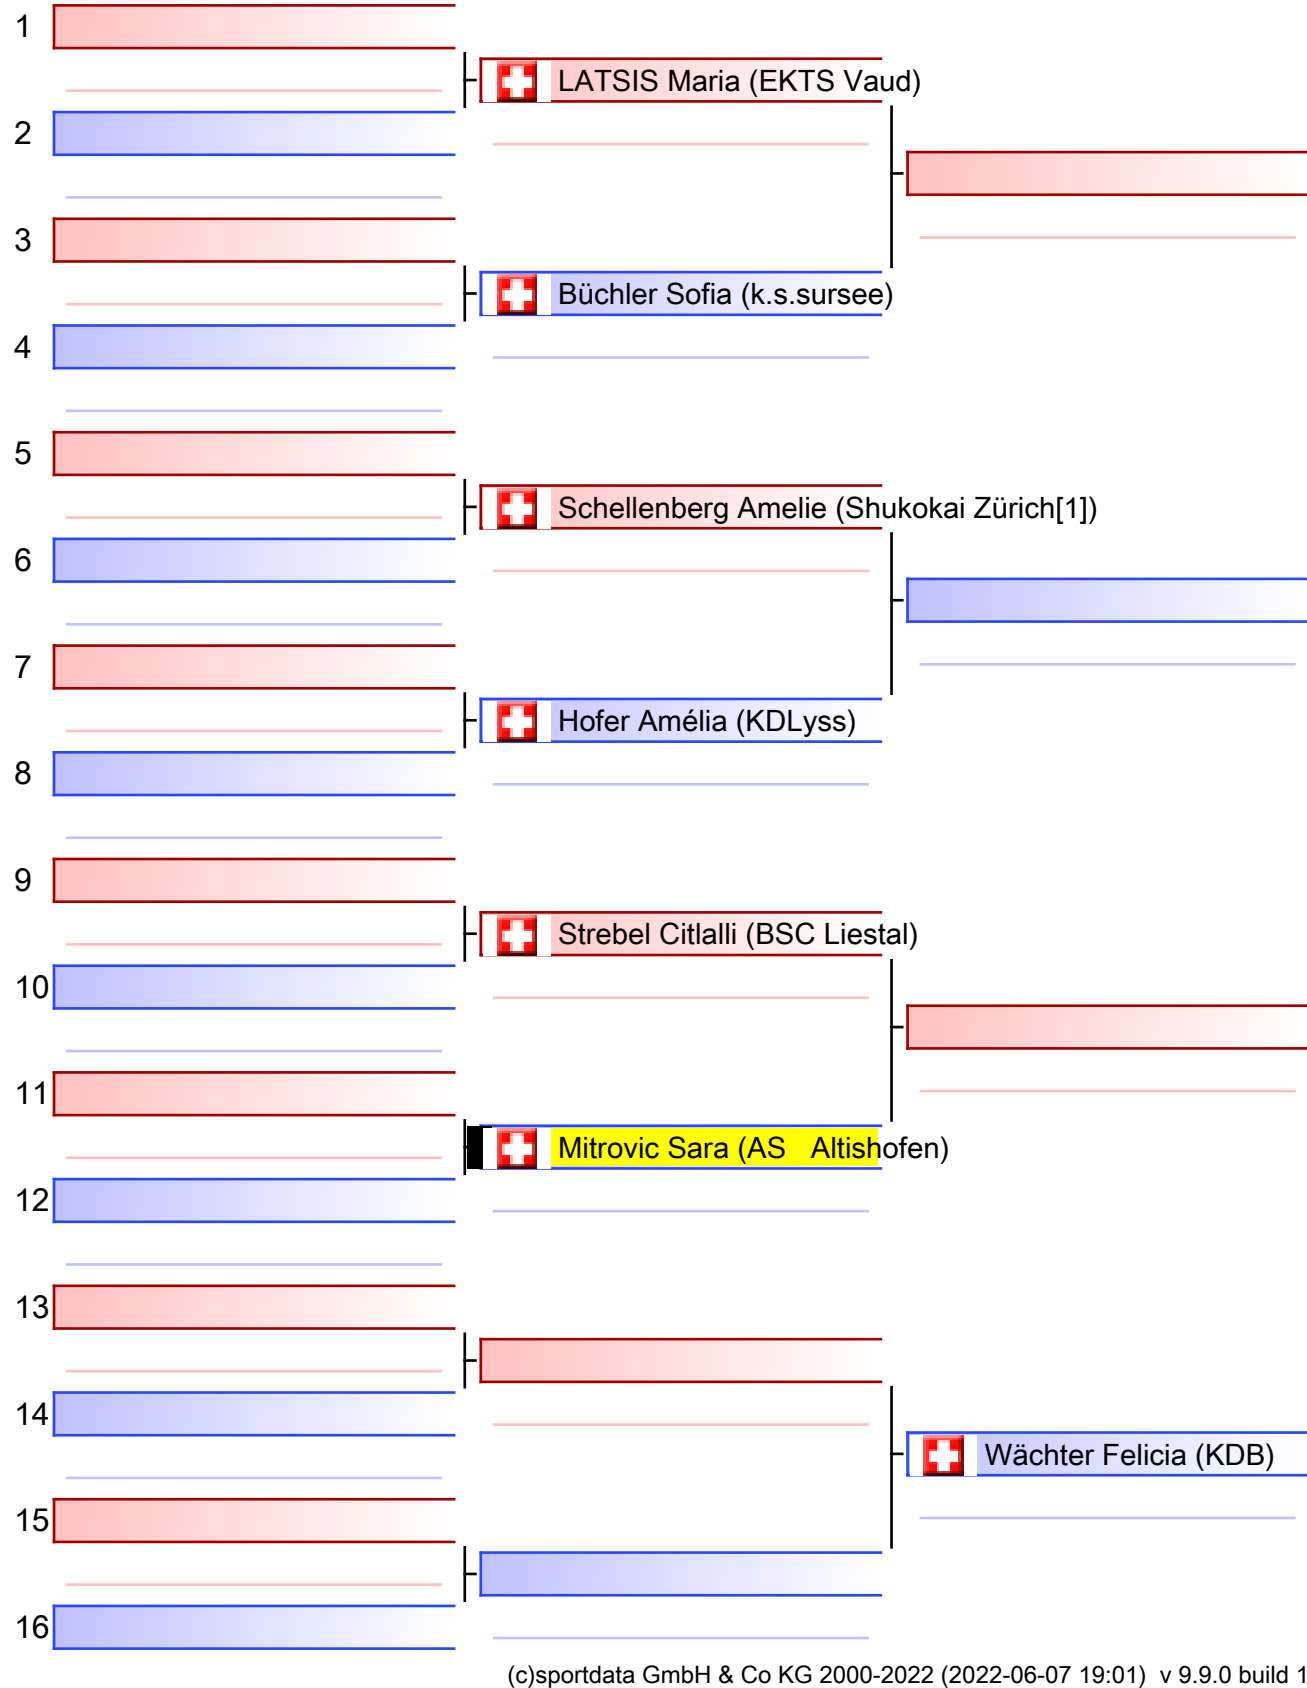 1
LATSIS Maria (EKTS Vaud)
2
3
Büchler Sofia (k.s.sursee)
4
5
Schellenberg Amelie (Shukokai Zürich[1])
6
7
Hofer Amélia (KDLyss)
8
9
Strebel Citlalli (BSC Liestal)
10
11
Mitrovic Sara (AS Altishofen)
12
13
14
Wächter Felicia (KDB)
15
16
(c)sportdata GmbH & Co KG 2000-2022 (2022-06-07 19:01) v 9.9.0 build 1